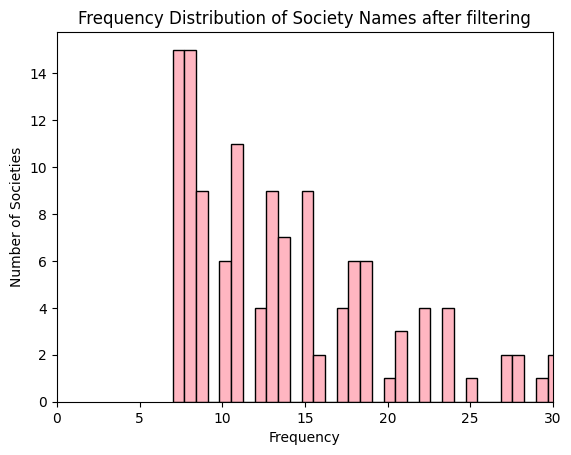 Frequency Distribution of Society Names after filtering
14
12
10
8
6
4
2
0
Number of Societies
0 5 10 15 20 25 30
Frequency